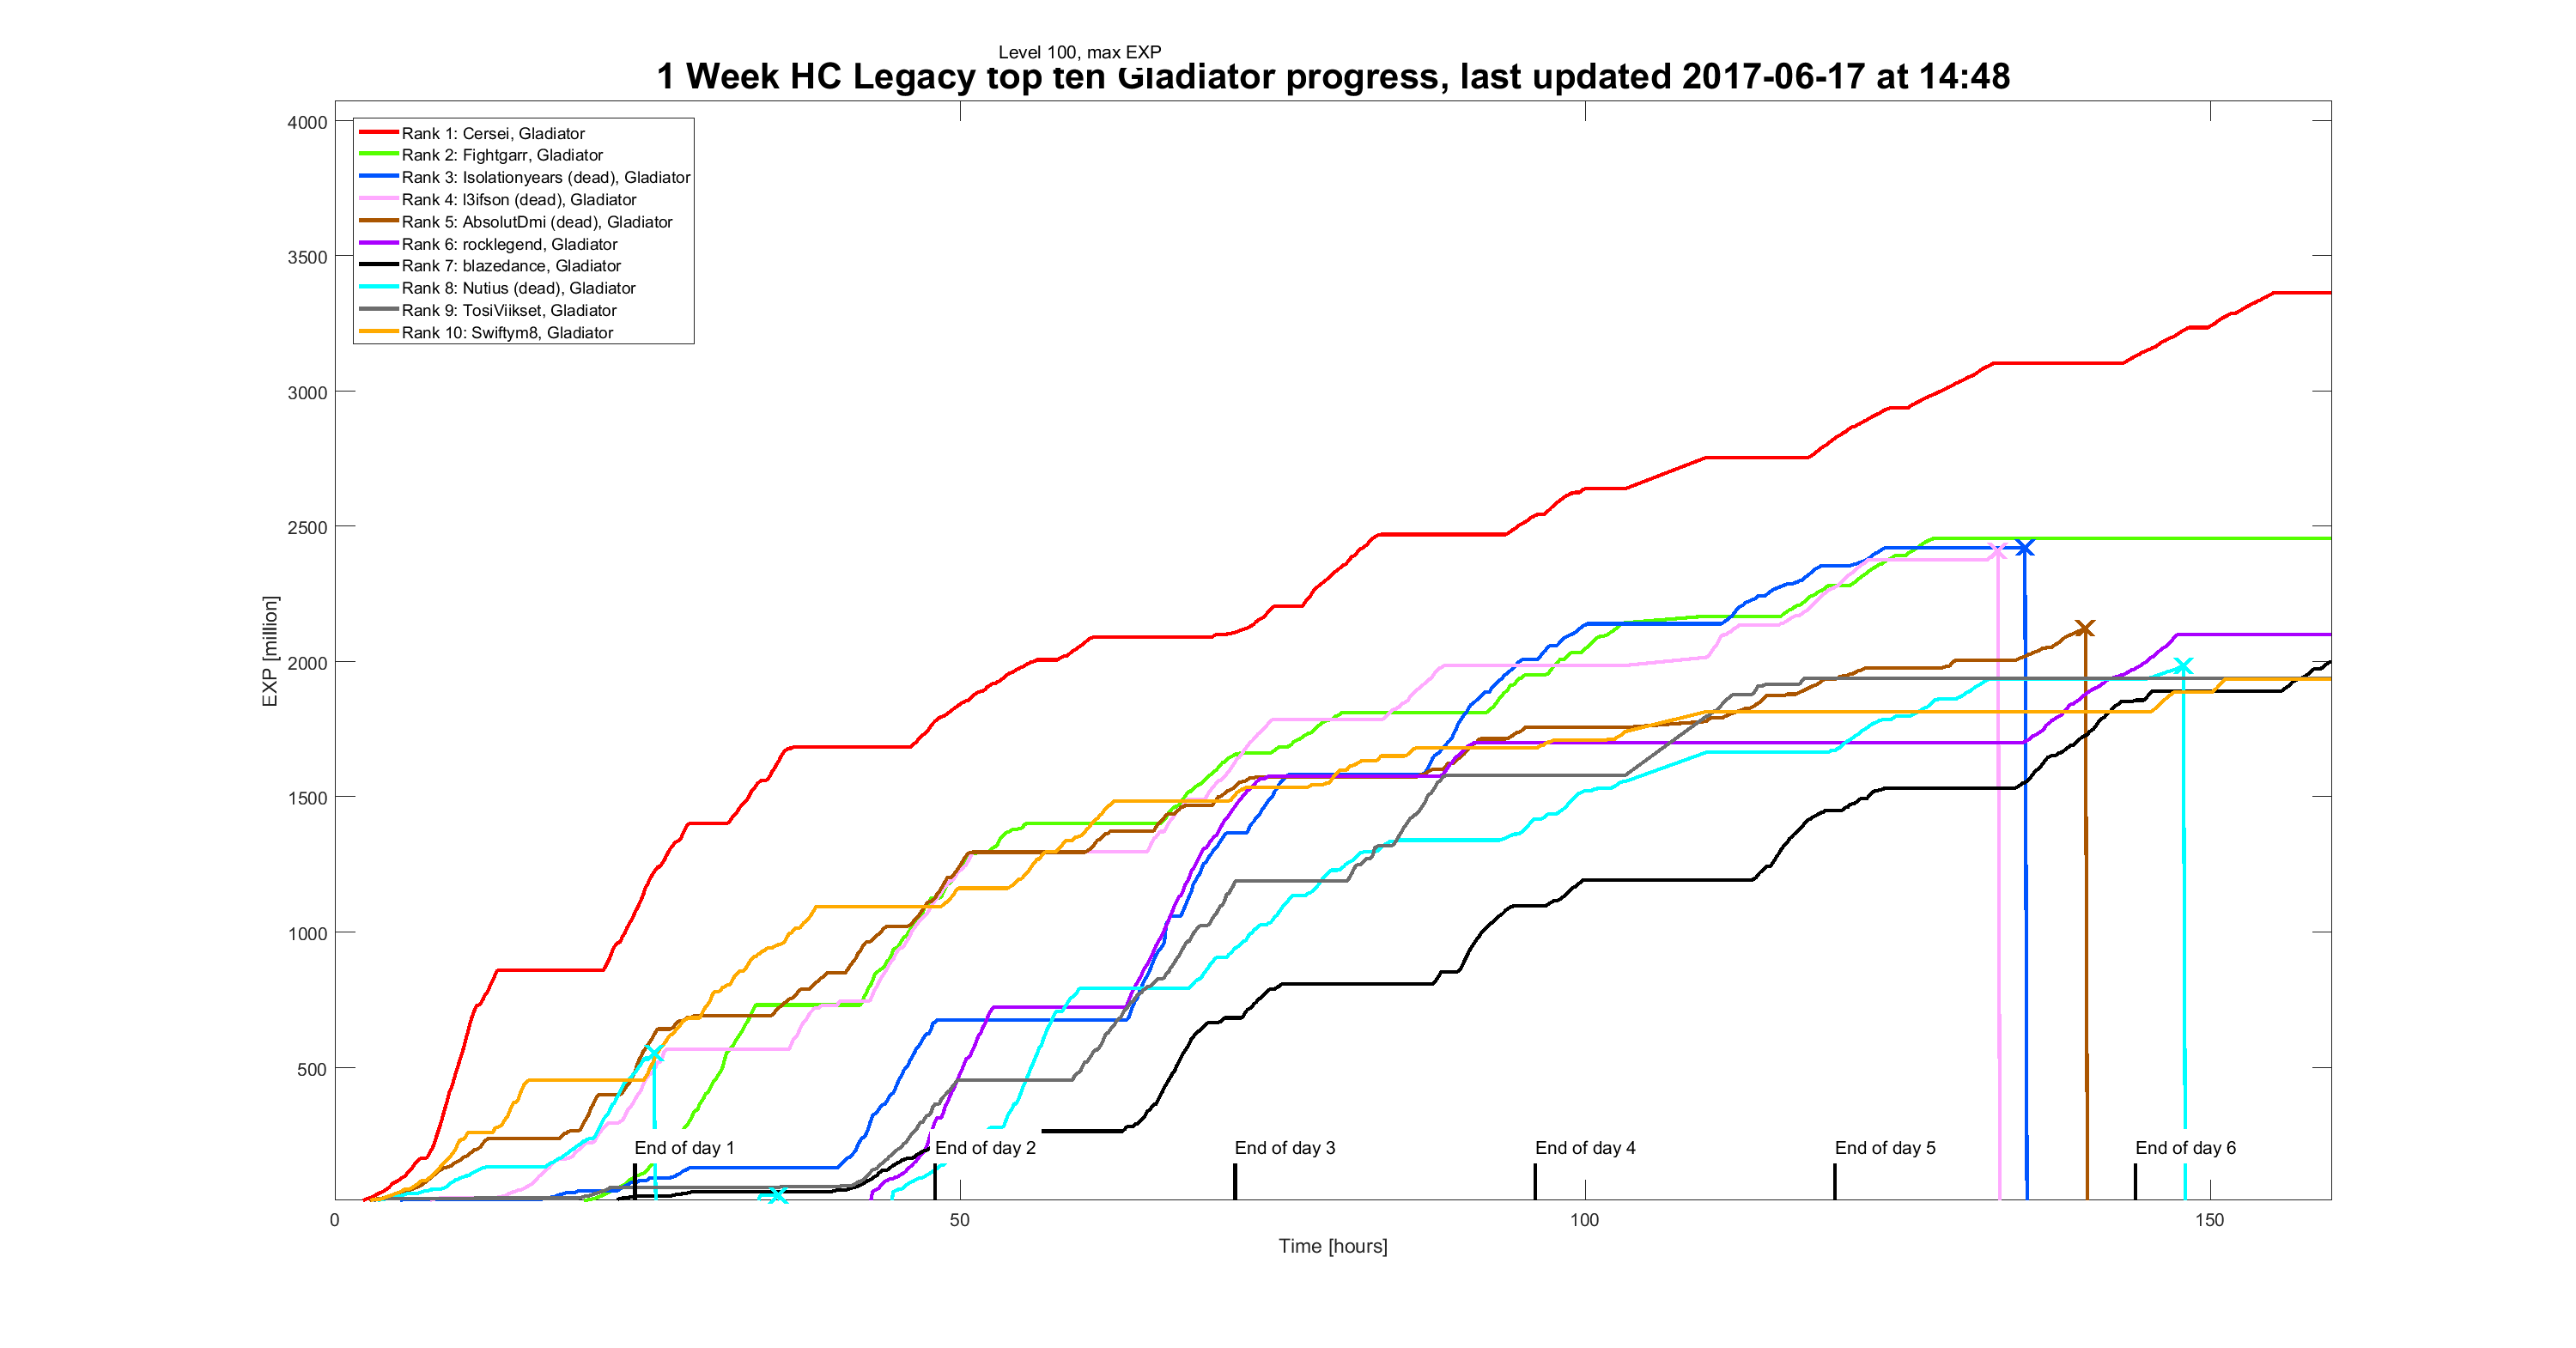 Level 100, max EXP
1 Week HC Legacy top ten Gladiator progress, last updated 2017-06-17 at 14:48
4000
3500
3000
2500
2000
1500
1000
500
EXP [million]
Rank 1: Cersei, Gladiator
Rank 2: Fightgarr, Gladiator
Rank 3: Isolationyears (dead), Gladiator
Rank 4: l3ifson (dead), Gladiator
Rank 5: AbsolutDmi (dead), Gladiator
Rank 6: rocklegend, Gladiator
Rank 7: blazedance, Gladiator
Rank 8: Nutius (dead), Gladiator
Rank 9: TosiViikset, Gladiator
Rank 10: Swiftym8, Gladiator
End of day 1
End of day 2
End of day 3
End of day 4
End of day 5
End of day 6
0
50
100
150
Time [hours]